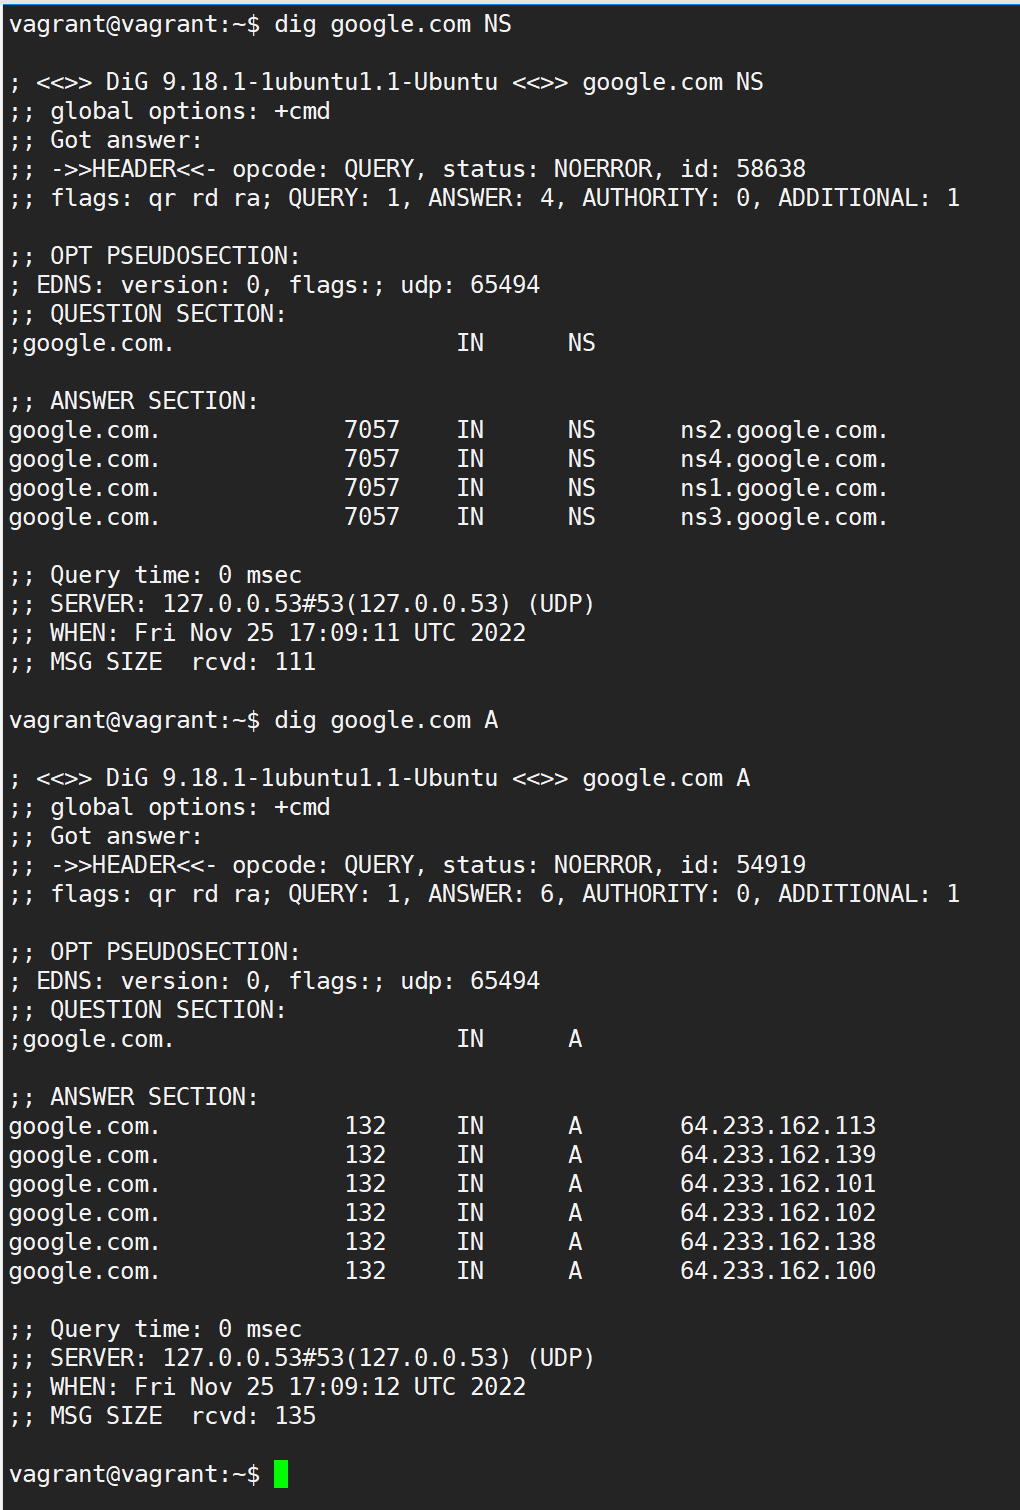 vagrant@vagrant:~$ dig google.com NS

; <<>> DiG 9.18.1-1ubuntu1.1-Ubuntu <<>> google.com NS
;; global options: +cmd
;; Got answer:
;; ->>HEADER<<- opcode: QUERY, status: NOERROR, id: 58638
;; flags: qr rd ra; QUERY: 1, ANSWER: 4, AUTHORITY: 0, ADDITIONAL: 1

;; OPT PSEUDOSECTION:
; EDNS: version: 0, flags:; udp: 65494
;; QUESTION SECTION:
;google.com.                    IN      NS

;; ANSWER SECTION:
google.com.             7057    IN      NS      ns2.google.com.
google.com.             7057    IN      NS      ns4.google.com.
google.com.             7057    IN      NS      ns1.google.com.
google.com.             7057    IN      NS      ns3.google.com.

;; Query time: 0 msec
;; SERVER: 127.0.0.53#53(127.0.0.53) (UDP)
;; WHEN: Fri Nov 25 17:09:11 UTC 2022
;; MSG SIZE  rcvd: 111

vagrant@vagrant:~$ dig google.com A

; <<>> DiG 9.18.1-1ubuntu1.1-Ubuntu <<>> google.com A
;; global options: +cmd
;; Got answer:
;; ->>HEADER<<- opcode: QUERY, status: NOERROR, id: 54919
;; flags: qr rd ra; QUERY: 1, ANSWER: 6, AUTHORITY: 0, ADDITIONAL: 1

;; OPT PSEUDOSECTION:
; EDNS: version: 0, flags:; udp: 65494
;; QUESTION SECTION:
;google.com.                    IN      A

;; ANSWER SECTION:
google.com.             132     IN      A       64.233.162.113
google.com.             132     IN      A       64.233.162.139
google.com.             132     IN      A       64.233.162.101
google.com.             132     IN      A       64.233.162.102
google.com.             132     IN      A       64.233.162.138
google.com.             132     IN      A       64.233.162.100

;; Query time: 0 msec
;; SERVER: 127.0.0.53#53(127.0.0.53) (UDP)
;; WHEN: Fri Nov 25 17:09:12 UTC 2022
;; MSG SIZE  rcvd: 135

vagrant@vagrant:~$